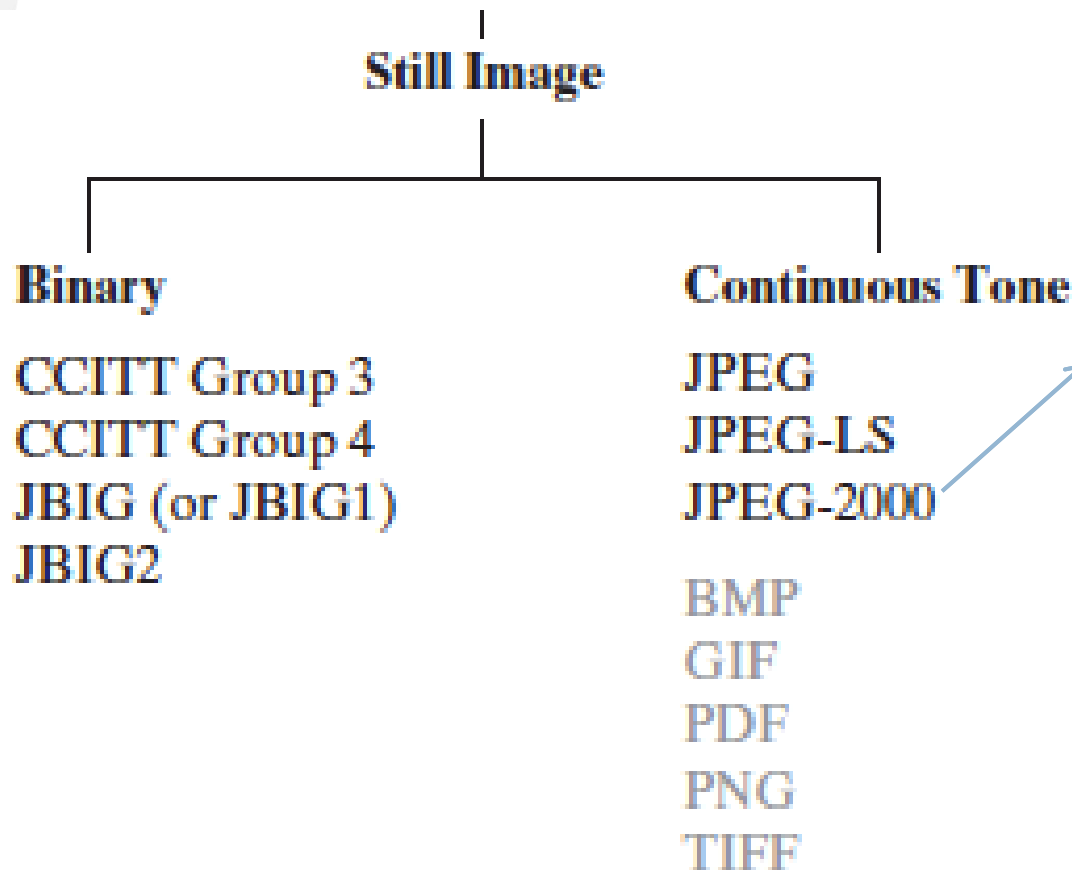 Still Image
Binary
CCITT Group 3
CCITT Group 4
JBIG (or JBIG1)
JBIG2
Continuous Tone
JPEG
JPEG-LS
JPEG-2000
BMP
GIF
PDF
PNG
TIFF